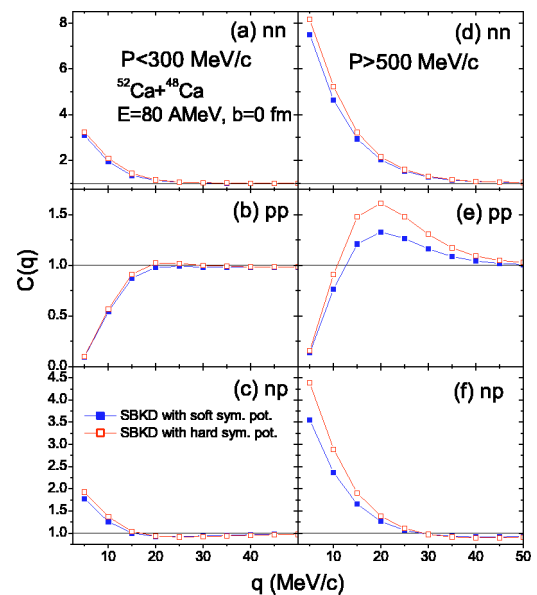 (a) nn
P<300 MeV/c
⁵²Ca+⁴⁸Ca
E=80 AMeV, b=0 fm
8
6
4
2
(d) nn
P>500 MeV/c
(b) pp
1.5
1.0
0.5
0.0
C(q)
(e) pp
(c) np
4.5
4.0
3.5
3.0
2.5
2.0
1.5
1.0
SBKD with soft sym. pot.
SBKD with hard sym. pot.
(f) np
10 20 30 40 10 20 30 40 50
q (MeV/c) q (MeV/c)